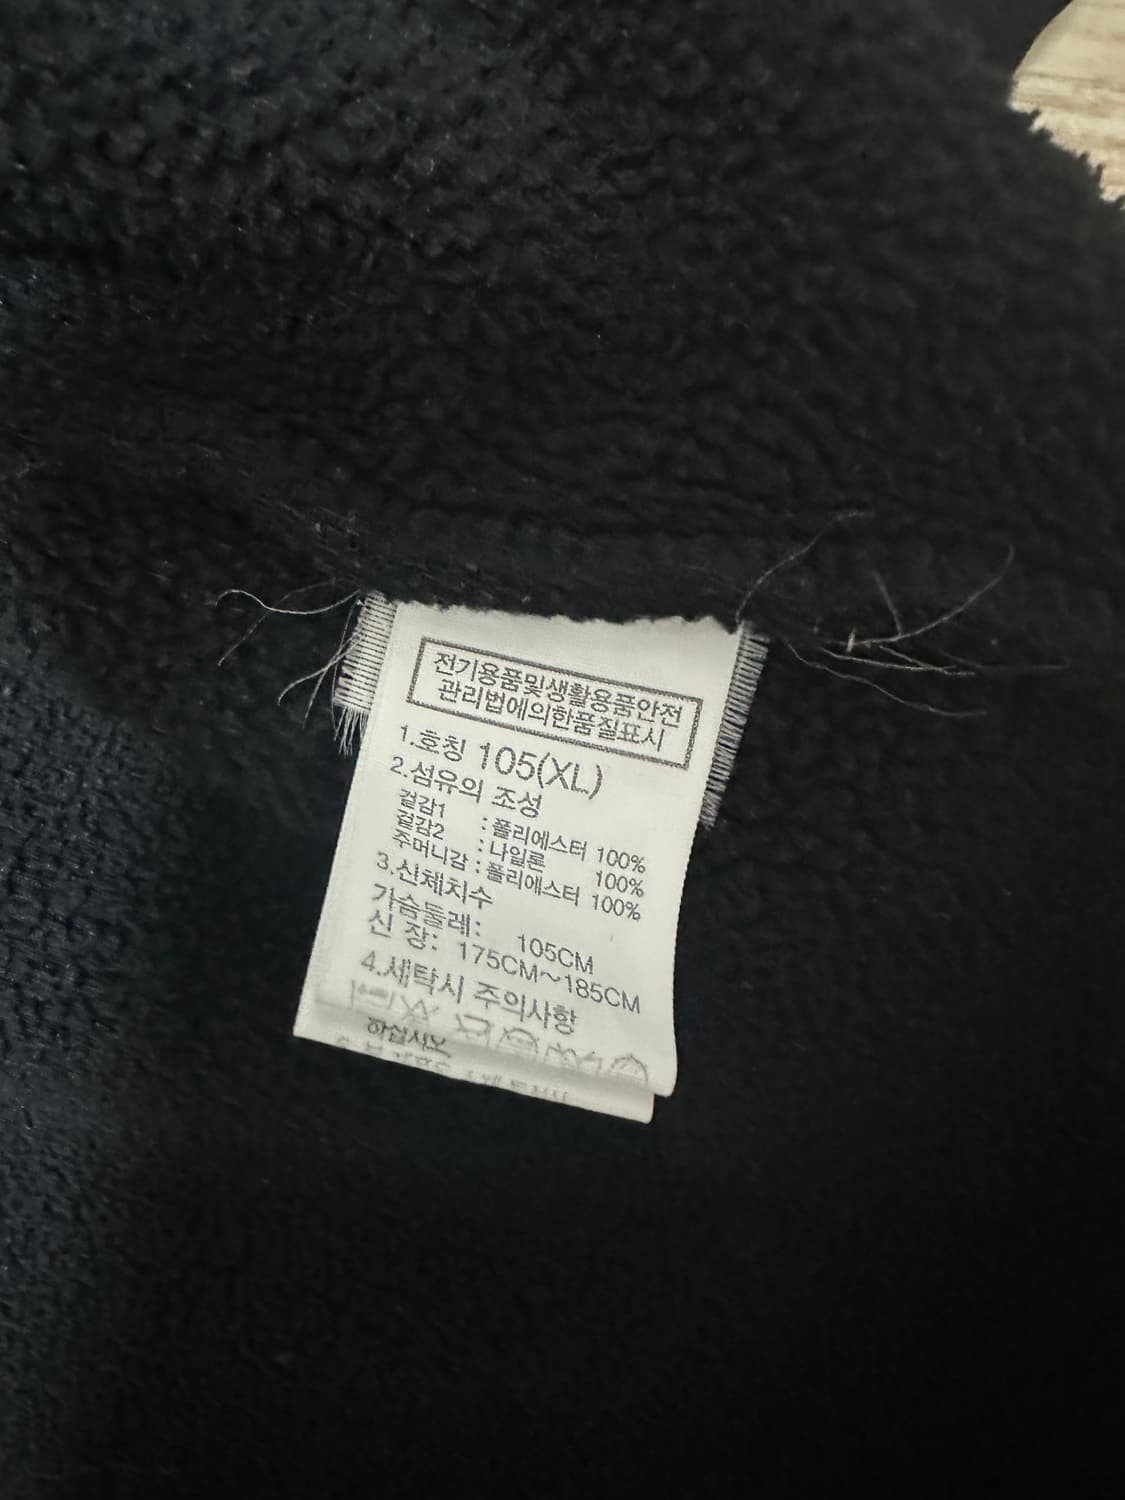 전기용품및생활용품안전
관리법에의한품질표시
1.호칭 105(XL)
2.섬유의 조성
겉감1 : 폴리에스터 100%
겉감2 : 나일론 100%
주머니감 : 폴리에스터 100%
3.신체치수
가슴둘레: 105CM
신 장: 175CM~185CM
4.세탁시 주의사항
하십시오